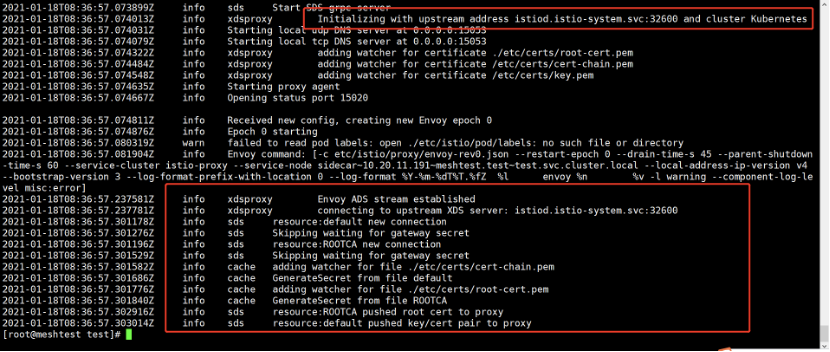 2021-01-18T08:36:57.073899Z info sds Start SDS grpc server
2021-01-18T08:36:57.074013Z info xdsproxy Initializing with upstream address istiod.istio-system.svc:32600 and cluster Kubernetes
2021-01-18T08:36:57.074031Z info Starting local udp DNS server at 0.0.0.0:15053
2021-01-18T08:36:57.074079Z info Starting local tcp DNS server at 0.0.0.0:15053
2021-01-18T08:36:57.074322Z info xdsproxy adding watcher for certificate ./etc/certs/root-cert.pem
2021-01-18T08:36:57.074484Z info xdsproxy adding watcher for certificate ./etc/certs/cert-chain.pem
2021-01-18T08:36:57.074548Z info xdsproxy adding watcher for certificate ./etc/certs/key.pem
2021-01-18T08:36:57.074635Z info Starting proxy agent
2021-01-18T08:36:57.074667Z info Opening status port 15020
2021-01-18T08:36:57.074811Z info Received new config, creating new Envoy epoch 0
2021-01-18T08:36:57.074876Z info Epoch 0 starting
2021-01-18T08:36:57.080319Z warn failed to read pod labels: open ./etc/istio/pod/labels: no such file or directory
2021-01-18T08:36:57.081904Z info Envoy command: [-c etc/istio/proxy/envoy-rev0.json --restart-epoch 0 --drain-time-s 45 --parent-shutdown
-time-s 60 --service-cluster istio-proxy --service-node sidecar~10.20.11.191~meshtest.test~test.svc.cluster.local --local-address-ip-version v4
--bootstrap-version 3 --log-format-prefix-with-location 0 --log-format %Y-%m-%dT%T.%fZ %l envoy %n %v -l warning --component-log-le
vel misc:error]
2021-01-18T08:36:57.237581Z info xdsproxy Envoy ADS stream established
2021-01-18T08:36:57.237781Z info xdsproxy connecting to upstream XDS server: istiod.istio-system.svc:32600
2021-01-18T08:36:57.301178Z info sds resource:default new connection
2021-01-18T08:36:57.301276Z info sds Skipping waiting for gateway secret
2021-01-18T08:36:57.301196Z info sds resource:ROOTCA new connection
2021-01-18T08:36:57.301529Z info sds Skipping waiting for gateway secret
2021-01-18T08:36:57.301582Z info cache adding watcher for file ./etc/certs/cert-chain.pem
2021-01-18T08:36:57.301686Z info cache GenerateSecret from file default
2021-01-18T08:36:57.301776Z info cache adding watcher for file ./etc/certs/root-cert.pem
2021-01-18T08:36:57.301840Z info cache GenerateSecret from file ROOTCA
2021-01-18T08:36:57.302916Z info sds resource:ROOTCA pushed root cert to proxy
2021-01-18T08:36:57.303014Z info sds resource:default pushed key/cert pair to proxy
[root@meshtest test]#